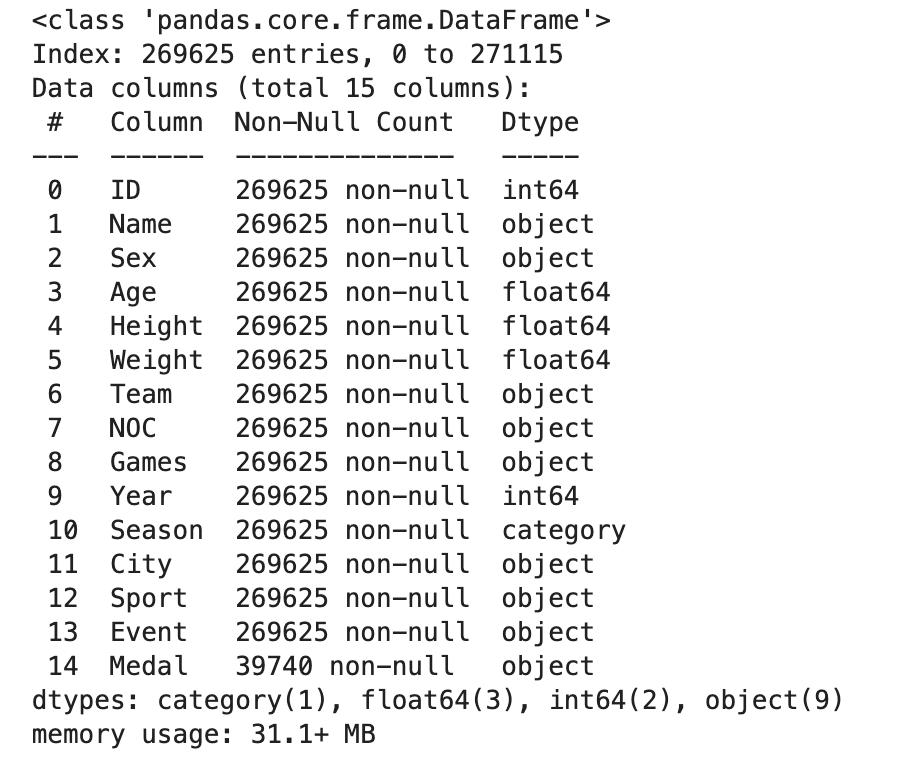 <class 'pandas.core.frame.DataFrame'>
Index: 269625 entries, 0 to 271115
Data columns (total 15 columns):
 #   Column  Non-Null Count   Dtype
---  ------  --------------   -----
 0   ID      269625 non-null  int64
 1   Name    269625 non-null  object
 2   Sex     269625 non-null  object
 3   Age     269625 non-null  float64
 4   Height  269625 non-null  float64
 5   Weight  269625 non-null  float64
 6   Team    269625 non-null  object
 7   NOC     269625 non-null  object
 8   Games   269625 non-null  object
 9   Year    269625 non-null  int64
 10  Season  269625 non-null  category
 11  City    269625 non-null  object
 12  Sport   269625 non-null  object
 13  Event   269625 non-null  object
 14  Medal   39740 non-null   object
dtypes: category(1), float64(3), int64(2), object(9)
memory usage: 31.1+ MB